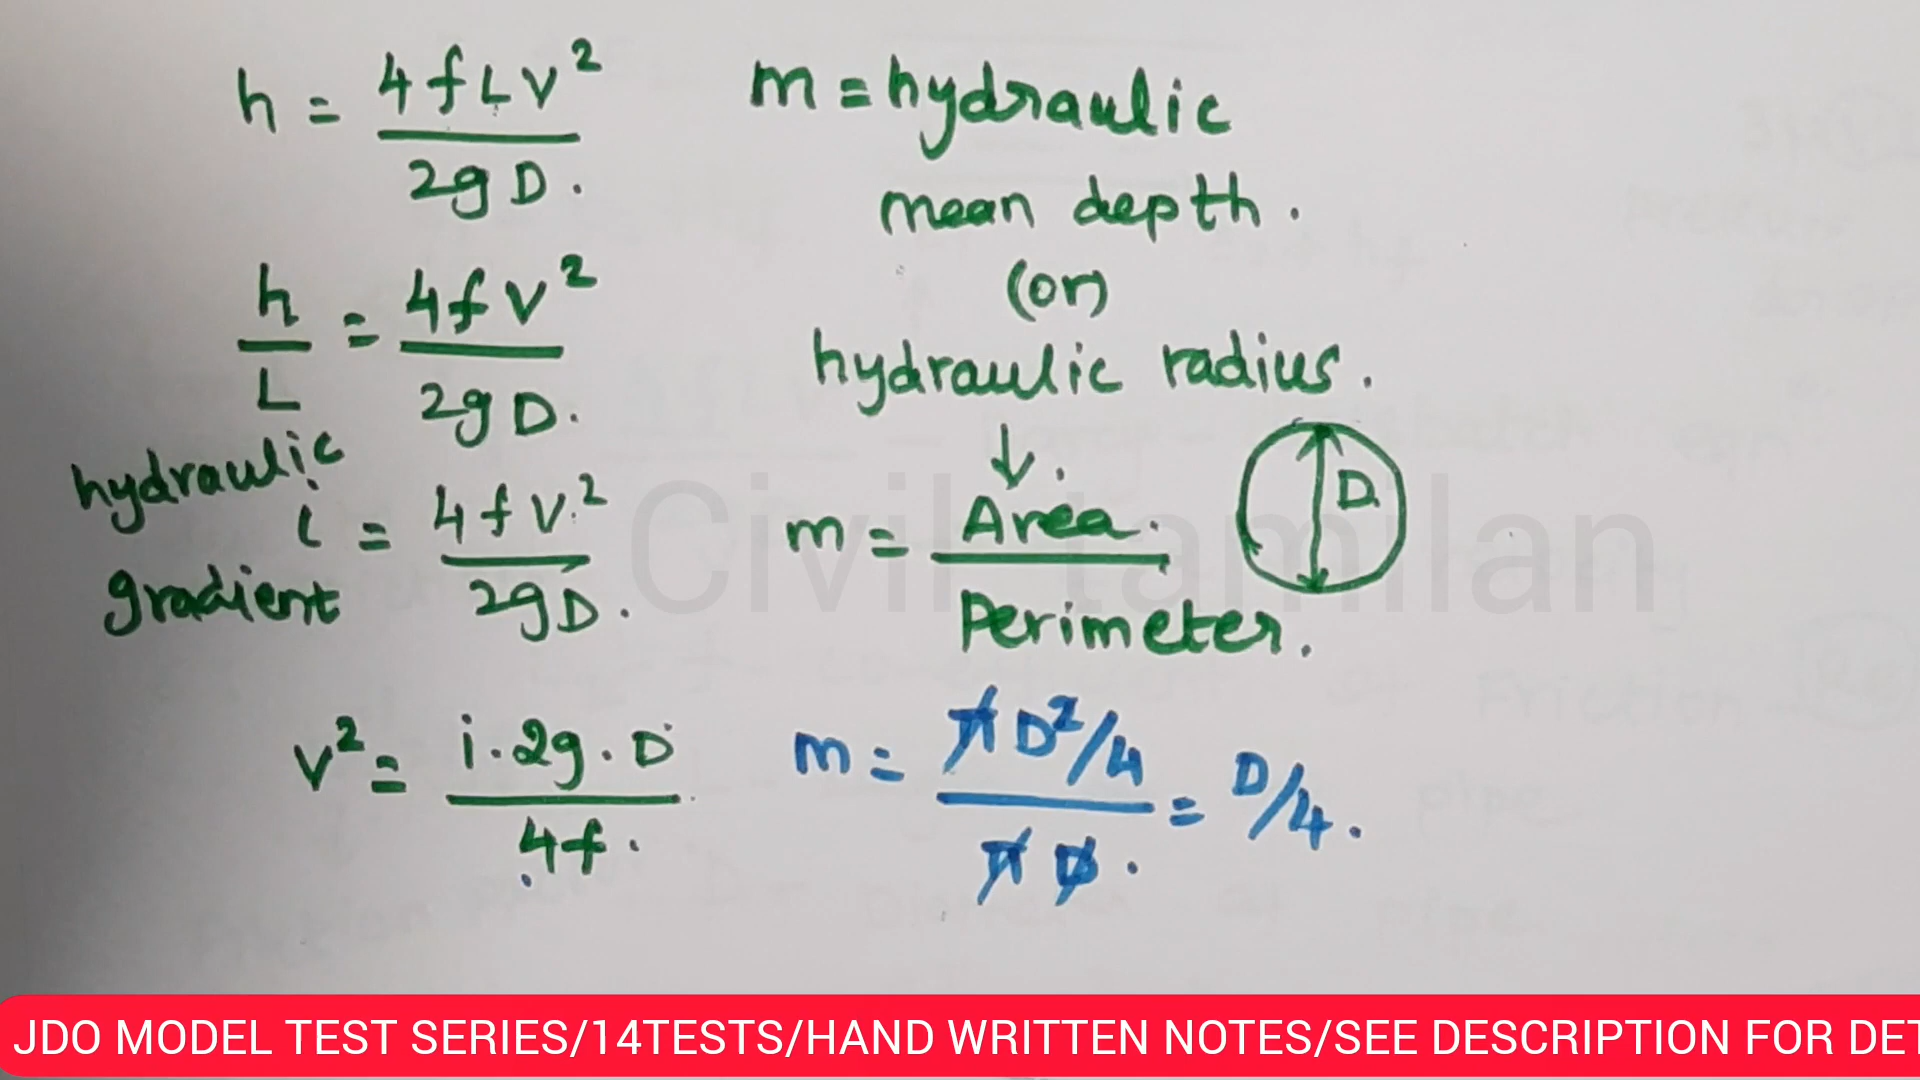 h = 4fLV²/2gD.
h/L = 4fV²/2gD.
hydraulic
gradient
i = 4fV²/2gD.
V² = i.2g.D/4f.
m = hydraulic
mean depth.
(or)
hydraulic radius.
↓.
m = Area./Perimeter.
D.
m = πD²/4/πD. = D/4.
Civil tamilan
JDO MODEL TEST SERIES/14TESTS/HAND WRITTEN NOTES/SEE DESCRIPTION FOR DET